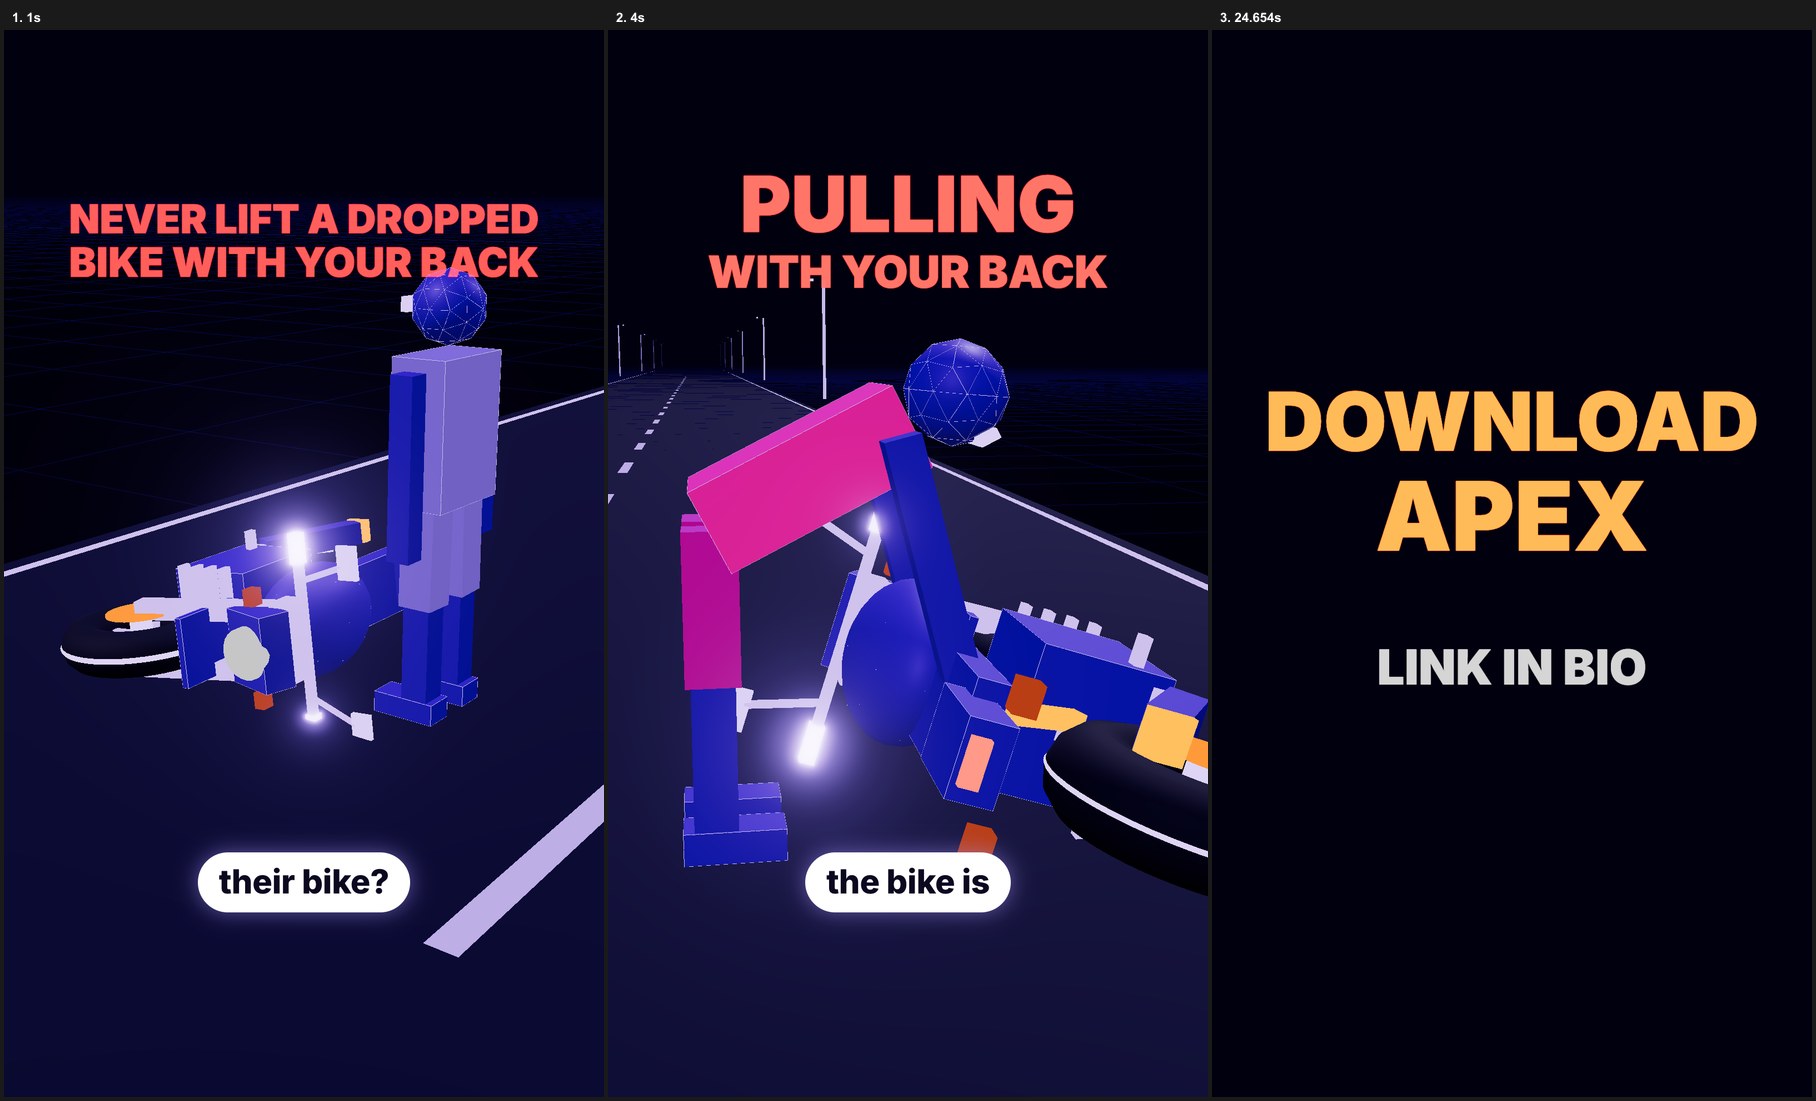 1. 1s
NEVER LIFT A DROPPED
BIKE WITH YOUR BACK
their bike?
2. 4s
PULLING
WITH YOUR BACK
the bike is
3. 24.654s
DOWNLOAD
APEX
LINK IN BIO